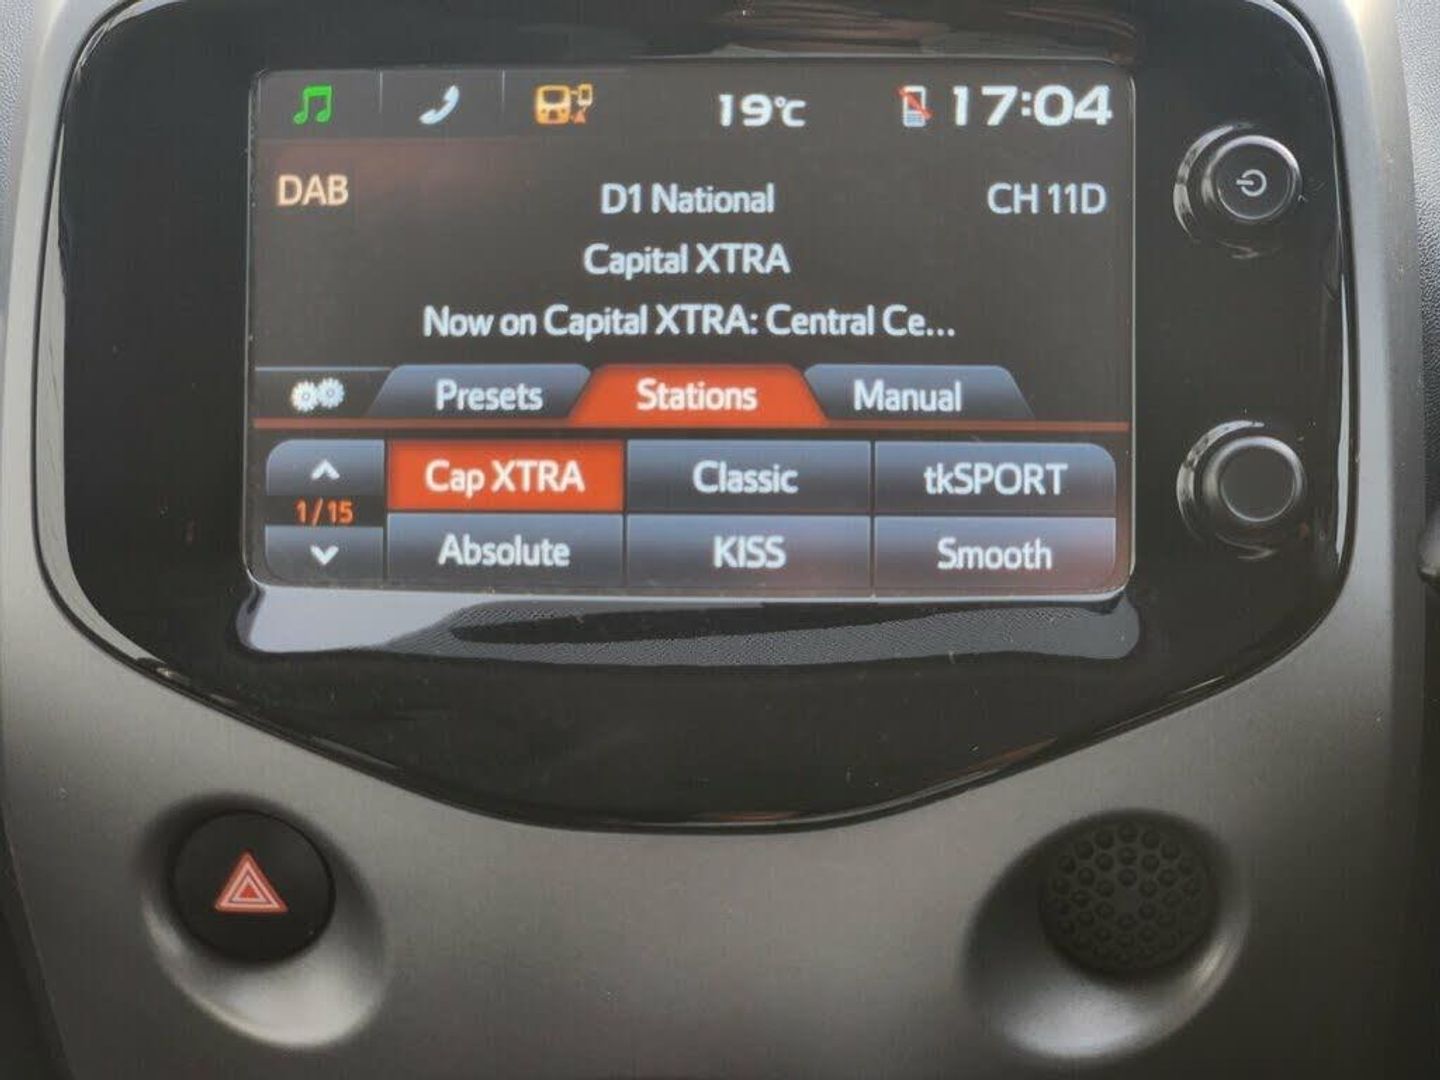 19°C 17:04
DAB D1 National CH 11D
Capital XTRA
Now on Capital XTRA: Central Ce...
Presets Stations Manual
Cap XTRA Classic tkSPORT
1/15
Absolute KISS Smooth